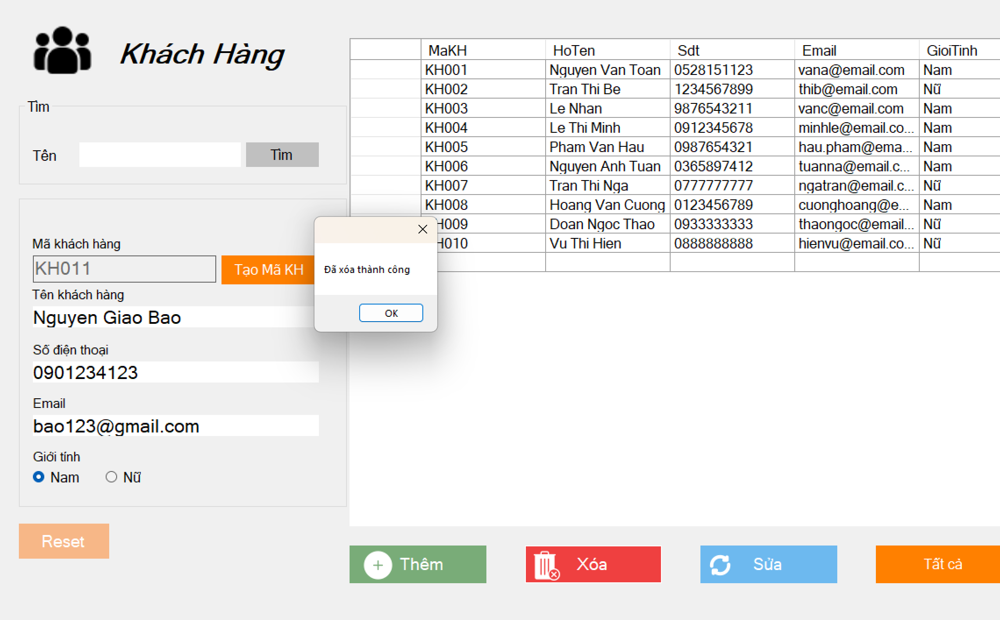 Khách Hàng
Tìm
Tên
Tìm
Mã khách hàng
KH011
Tạo Mã KH
Tên khách hàng
Nguyen Giao Bao
Số điện thoại
0901234123
Email
bao123@gmail.com
Giới tính
Nam Nữ
Reset
MaKH HoTen Sdt Email GioiTinh
KH001 Nguyen Van Toan 0528151123 vana@email.com Nam
KH002 Tran Thi Be 1234567899 thib@email.com Nữ
KH003 Le Nhan 9876543211 vanc@email.com Nam
KH004 Le Thi Minh 0912345678 minhle@email.co... Nam
KH005 Pham Van Hau 0987654321 hau.pham@ema... Nam
KH006 Nguyen Anh Tuan 0365897412 tuanna@email.c... Nam
KH007 Tran Thi Nga 0777777777 ngatran@email.c... Nữ
KH008 Hoang Van Cuong 0123456789 cuonghoang@e... Nam
H009 Doan Ngoc Thao 0933333333 thaongoc@email... Nữ
H010 Vu Thi Hien 0888888888 hienvu@email.co... Nữ
Đã xóa thành công
OK
Thêm
Xóa
Sửa
Tất cả